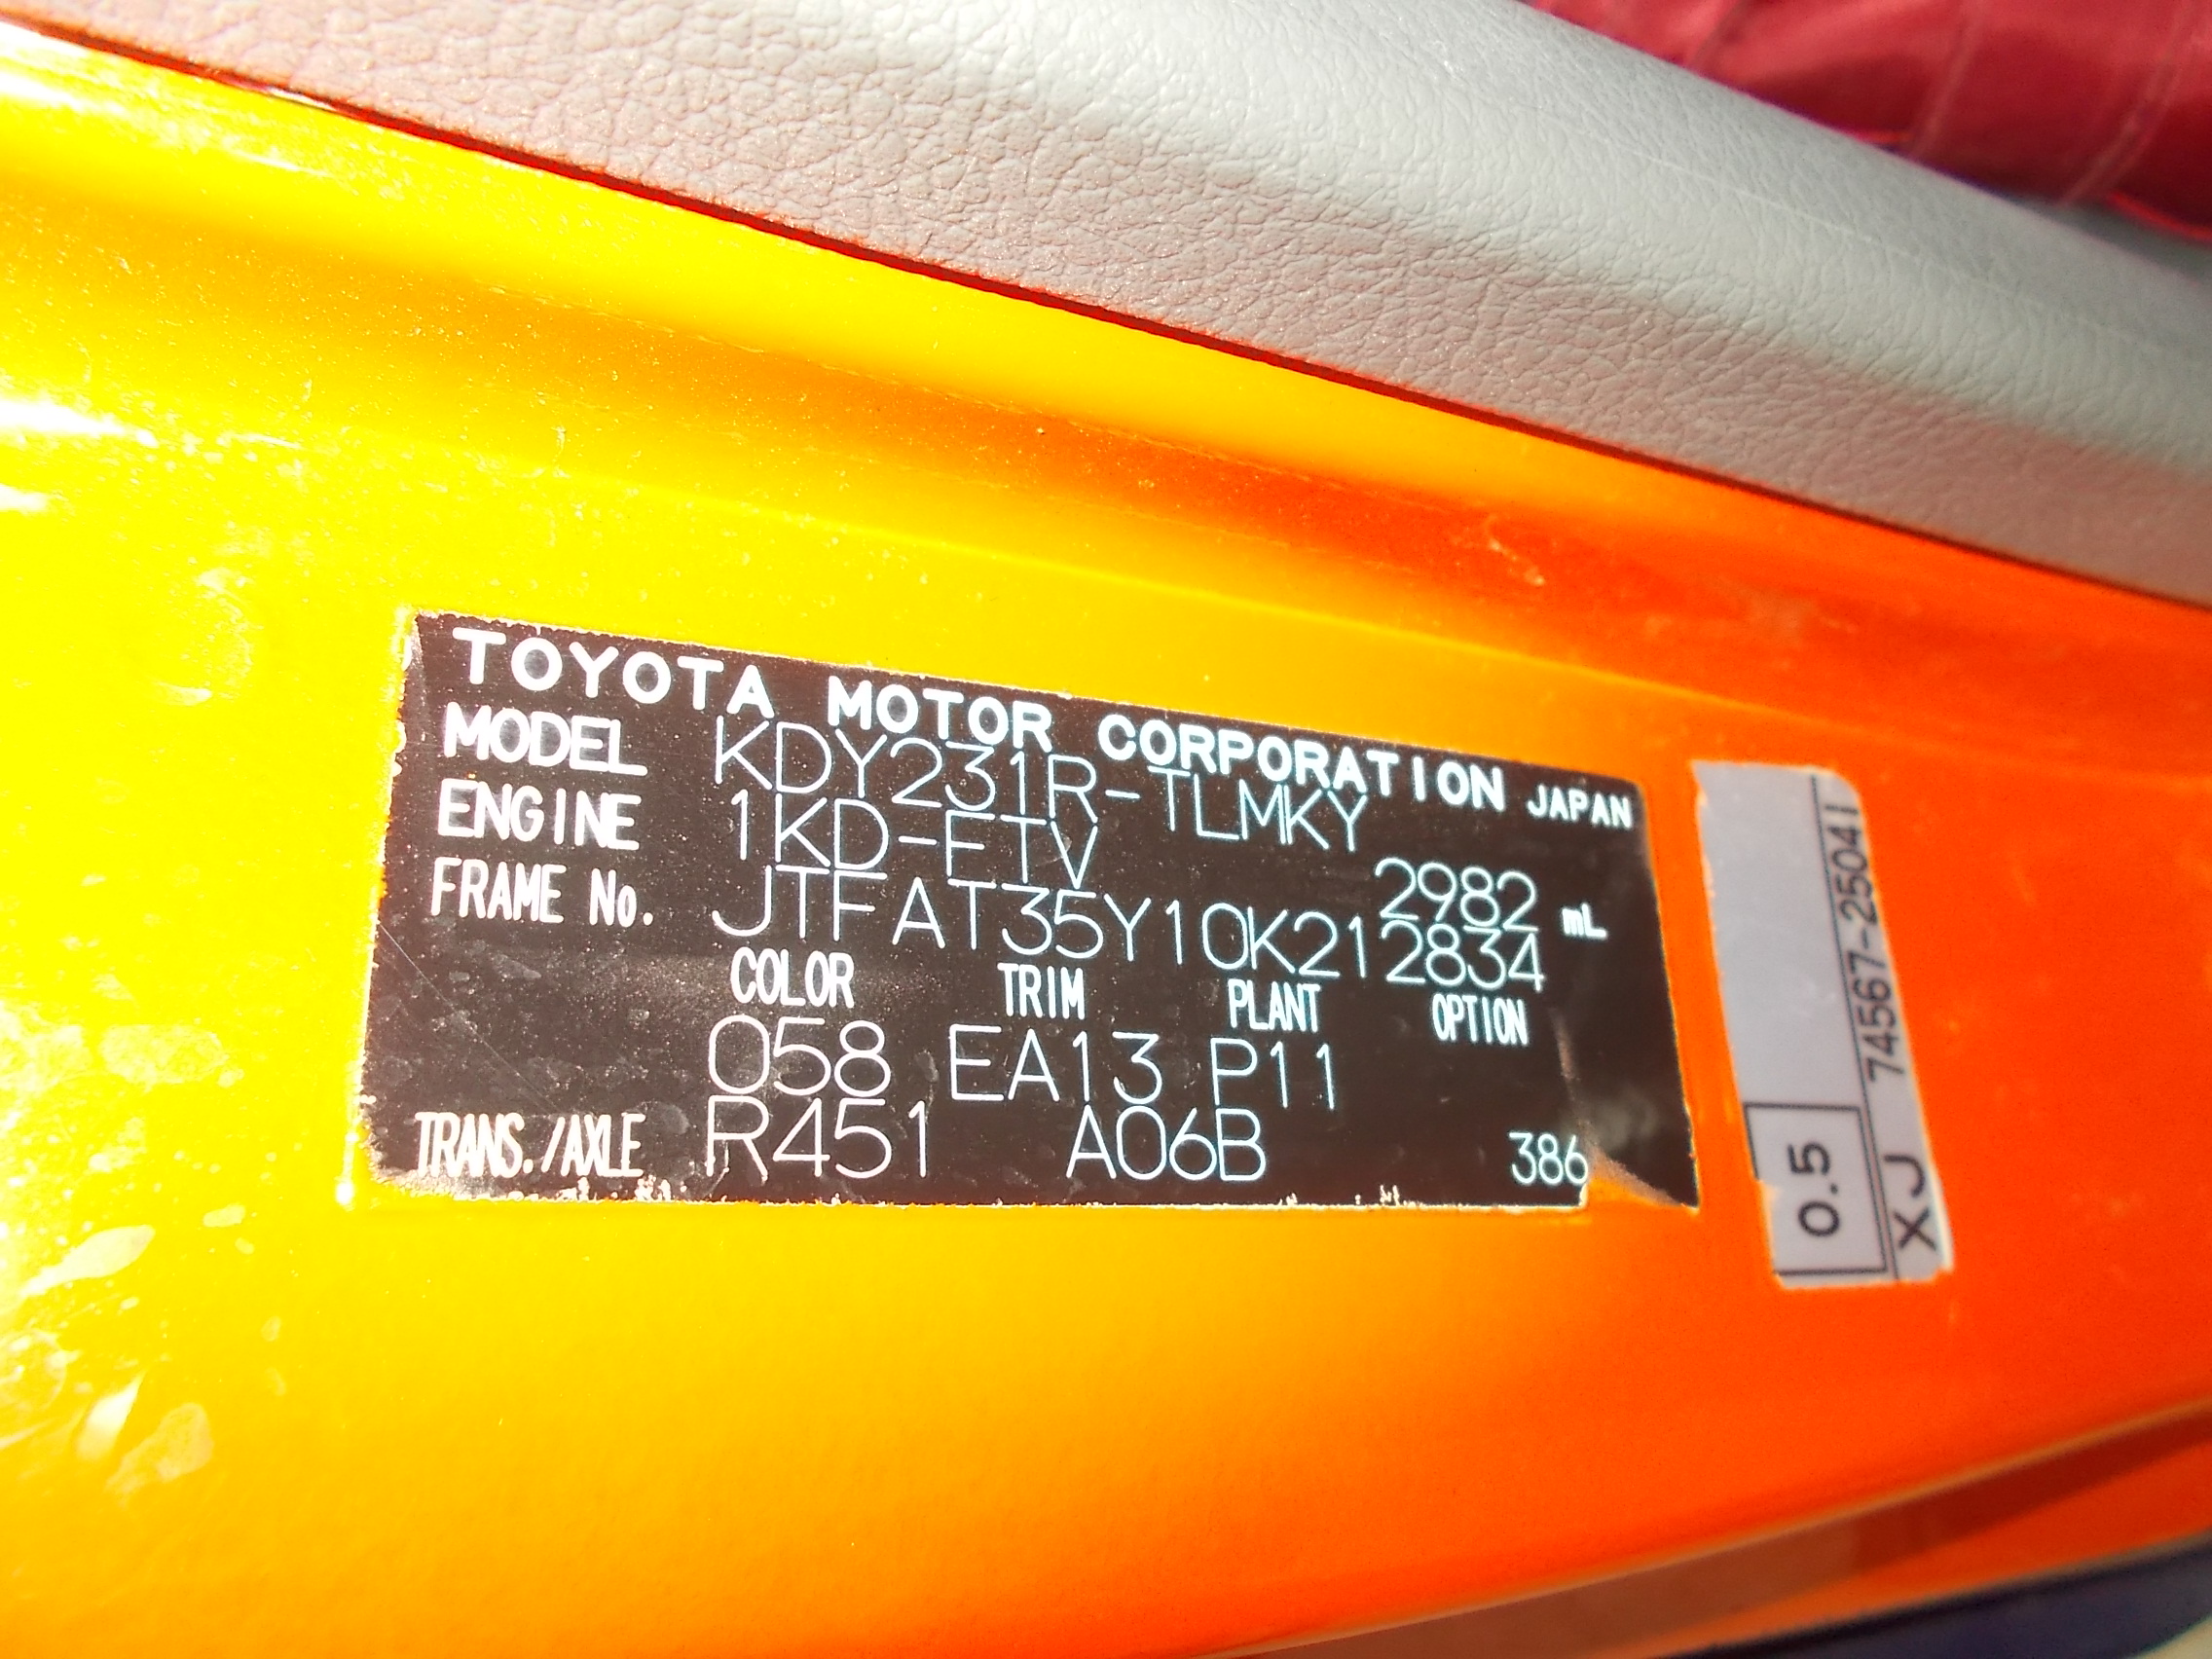 TOYOTA MOTOR CORPORATION JAPAN
MODEL KDY231R-TLMKY
ENGINE 1KD-FTV 2982 mL
FRAME No. JTFAT35Y10K212834
COLOR TRIM PLANT OPTION
058 EA13 P11
TRANS./AXLE R451 A06B 386
74567-25041
0.5
XJ